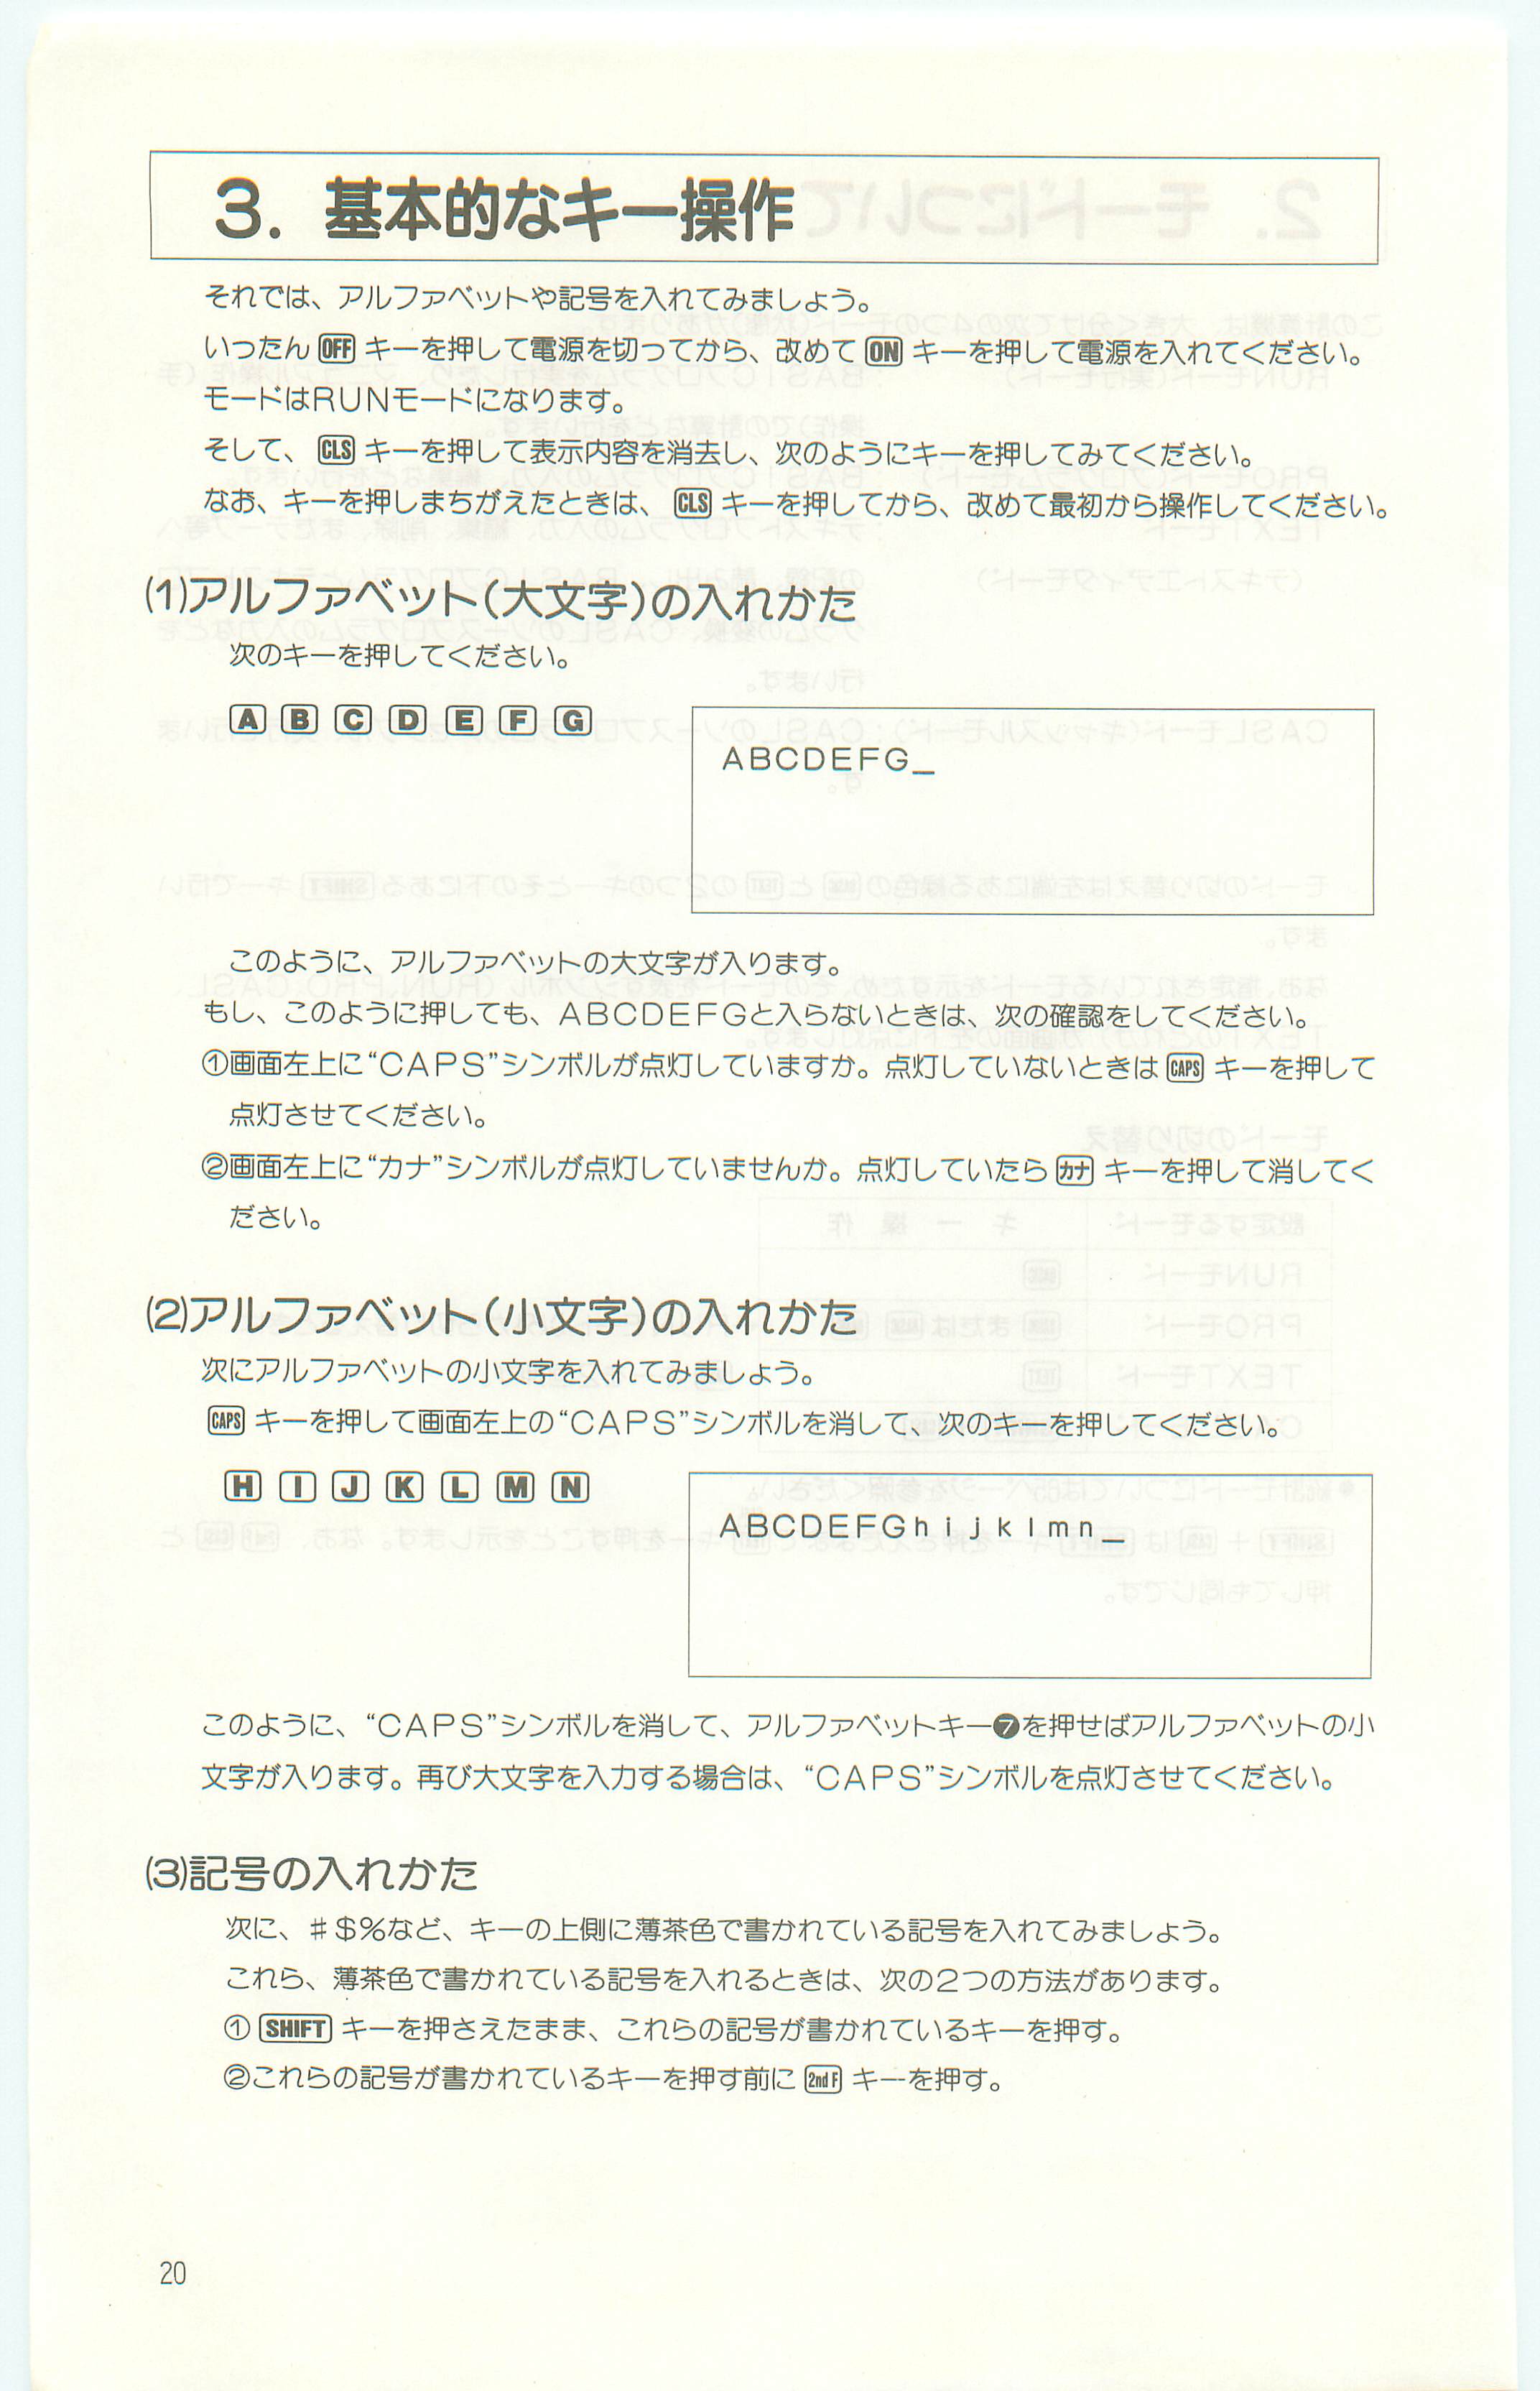 3. 基本的なキー操作
それでは、アルファベットや記号を入れてみましょう。
いったん OFF キーを押して電源を切ってから、改めて ON キーを押して電源を入れてください。
モードはRUNモードになります。
そして、 CLS キーを押して表示内容を消去し、次のようにキーを押してみてください。
なお、キーを押しまちがえたときは、 CLS キーを押してから、改めて最初から操作してください。
(1)アルファベット(大文字)の入れかた
次のキーを押してください。
A B C D E F G
ABCDEFG_
このように、アルファベットの大文字が入ります。
もし、このように押しても、ABCDEFGと入らないときは、次の確認をしてください。
①画面左上に“CAPS”シンボルが点灯していますか。点灯していないときは CAPS キーを押して
点灯させてください。
②画面左上に“カナ”シンボルが点灯していませんか。点灯していたら カナ キーを押して消してく
ださい。
(2)アルファベット(小文字)の入れかた
次にアルファベットの小文字を入れてみましょう。
CAPS キーを押して画面左上の“CAPS”シンボルを消して、次のキーを押してください。
H I J K L M N
ABCDEFGhijklmn_
このように、“CAPS”シンボルを消して、アルファベットキー❼を押せばアルファベットの小
文字が入ります。再び大文字を入力する場合は、“CAPS”シンボルを点灯させてください。
(3)記号の入れかた
次に、#$%など、キーの上側に薄茶色で書かれている記号を入れてみましょう。
これら、薄茶色で書かれている記号を入れるときは、次の2つの方法があります。
① SHIFT キーを押さえたまま、これらの記号が書かれているキーを押す。
②これらの記号が書かれているキーを押す前に 2nd F キーを押す。
20